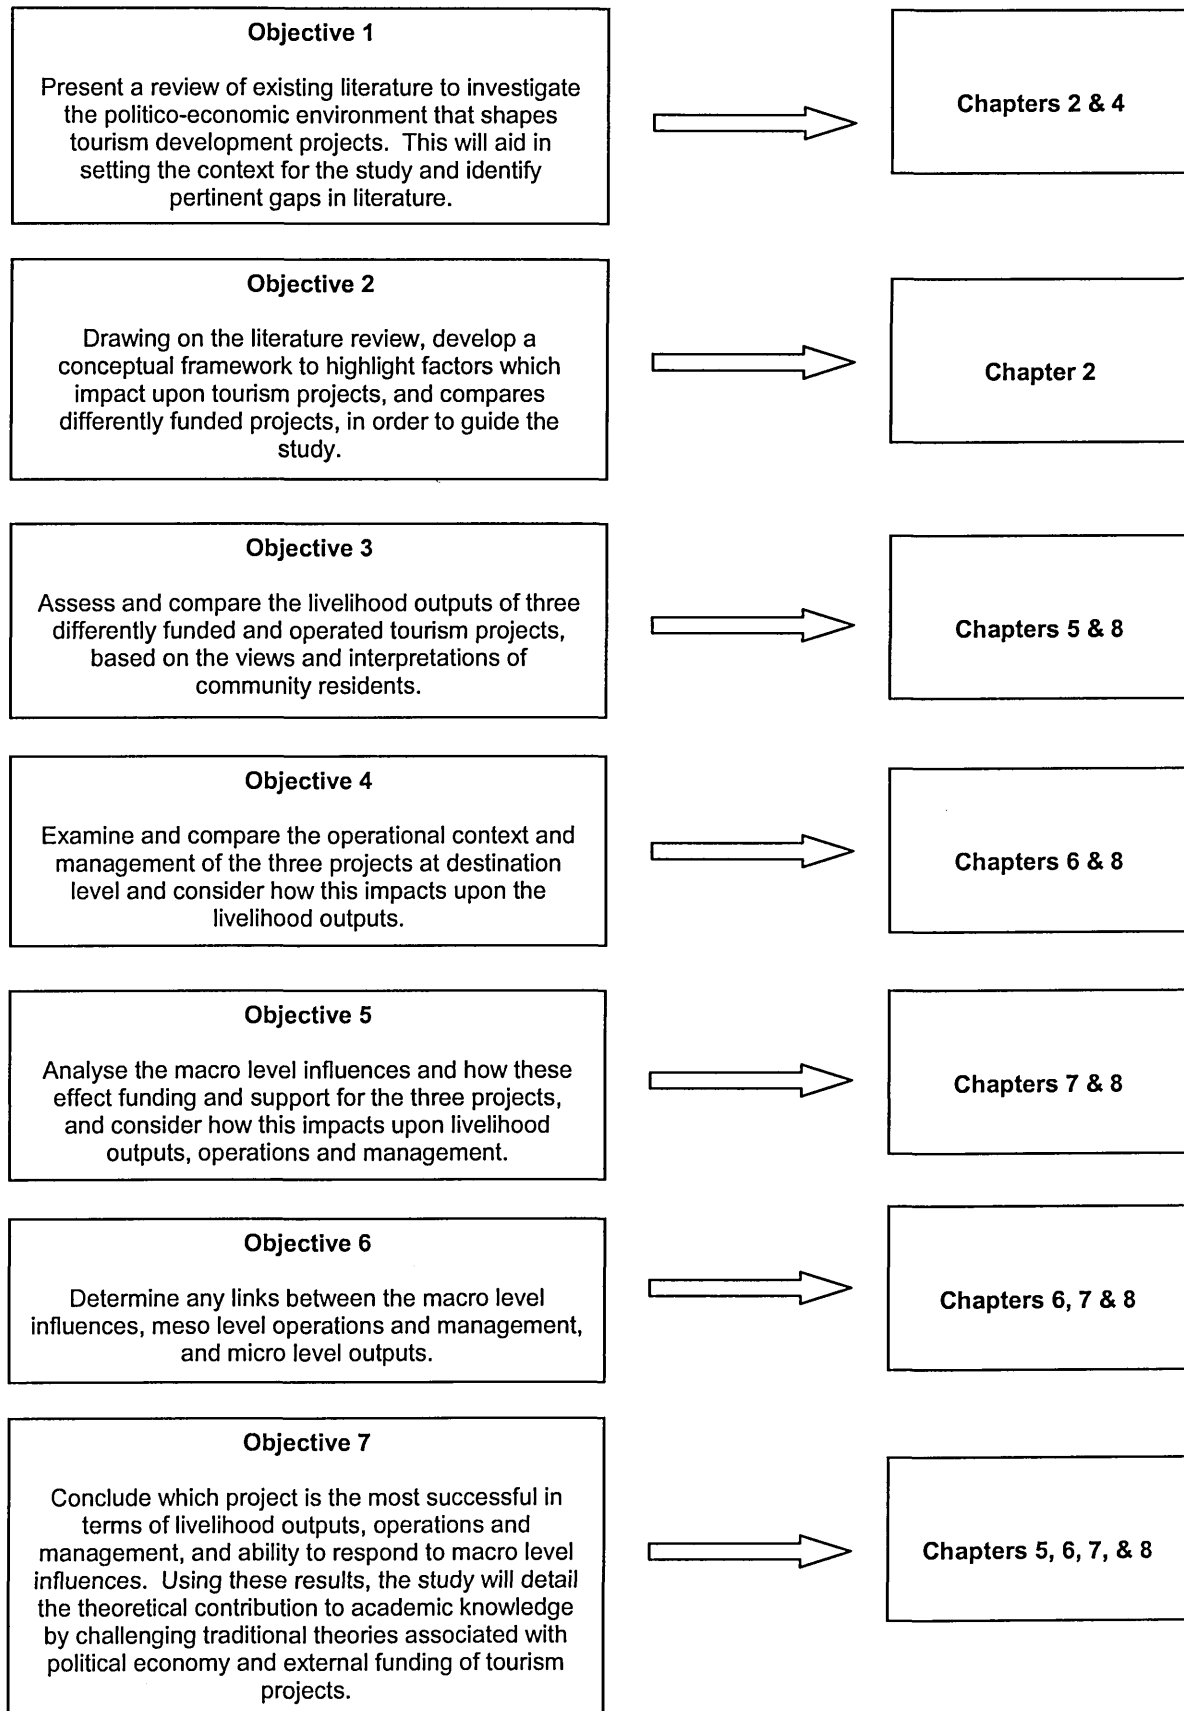 Objective 1
Present a review of existing literature to investigate
the politico-economic environment that shapes
tourism development projects. This will aid in
setting the context for the study and identify
pertinent gaps in literature.
Chapters 2 & 4
Objective 2
Drawing on the literature review, develop a
conceptual framework to highlight factors which
impact upon tourism projects, and compares
differently funded projects, in order to guide the
study.
Chapter 2
Objective 3
Assess and compare the livelihood outputs of three
differently funded and operated tourism projects,
based on the views and interpretations of
community residents.
Chapters 5 & 8
Objective 4
Examine and compare the operational context and
management of the three projects at destination
level and consider how this impacts upon the
livelihood outputs.
Chapters 6 & 8
Objective 5
Analyse the macro level influences and how these
effect funding and support for the three projects,
and consider how this impacts upon livelihood
outputs, operations and management.
Chapters 7 & 8
Objective 6
Determine any links between the macro level
influences, meso level operations and management,
and micro level outputs.
Chapters 6, 7 & 8
Objective 7
Conclude which project is the most successful in
terms of livelihood outputs, operations and
management, and ability to respond to macro level
influences. Using these results, the study will detail
the theoretical contribution to academic knowledge
by challenging traditional theories associated with
political economy and external funding of tourism
projects.
Chapters 5, 6, 7, & 8